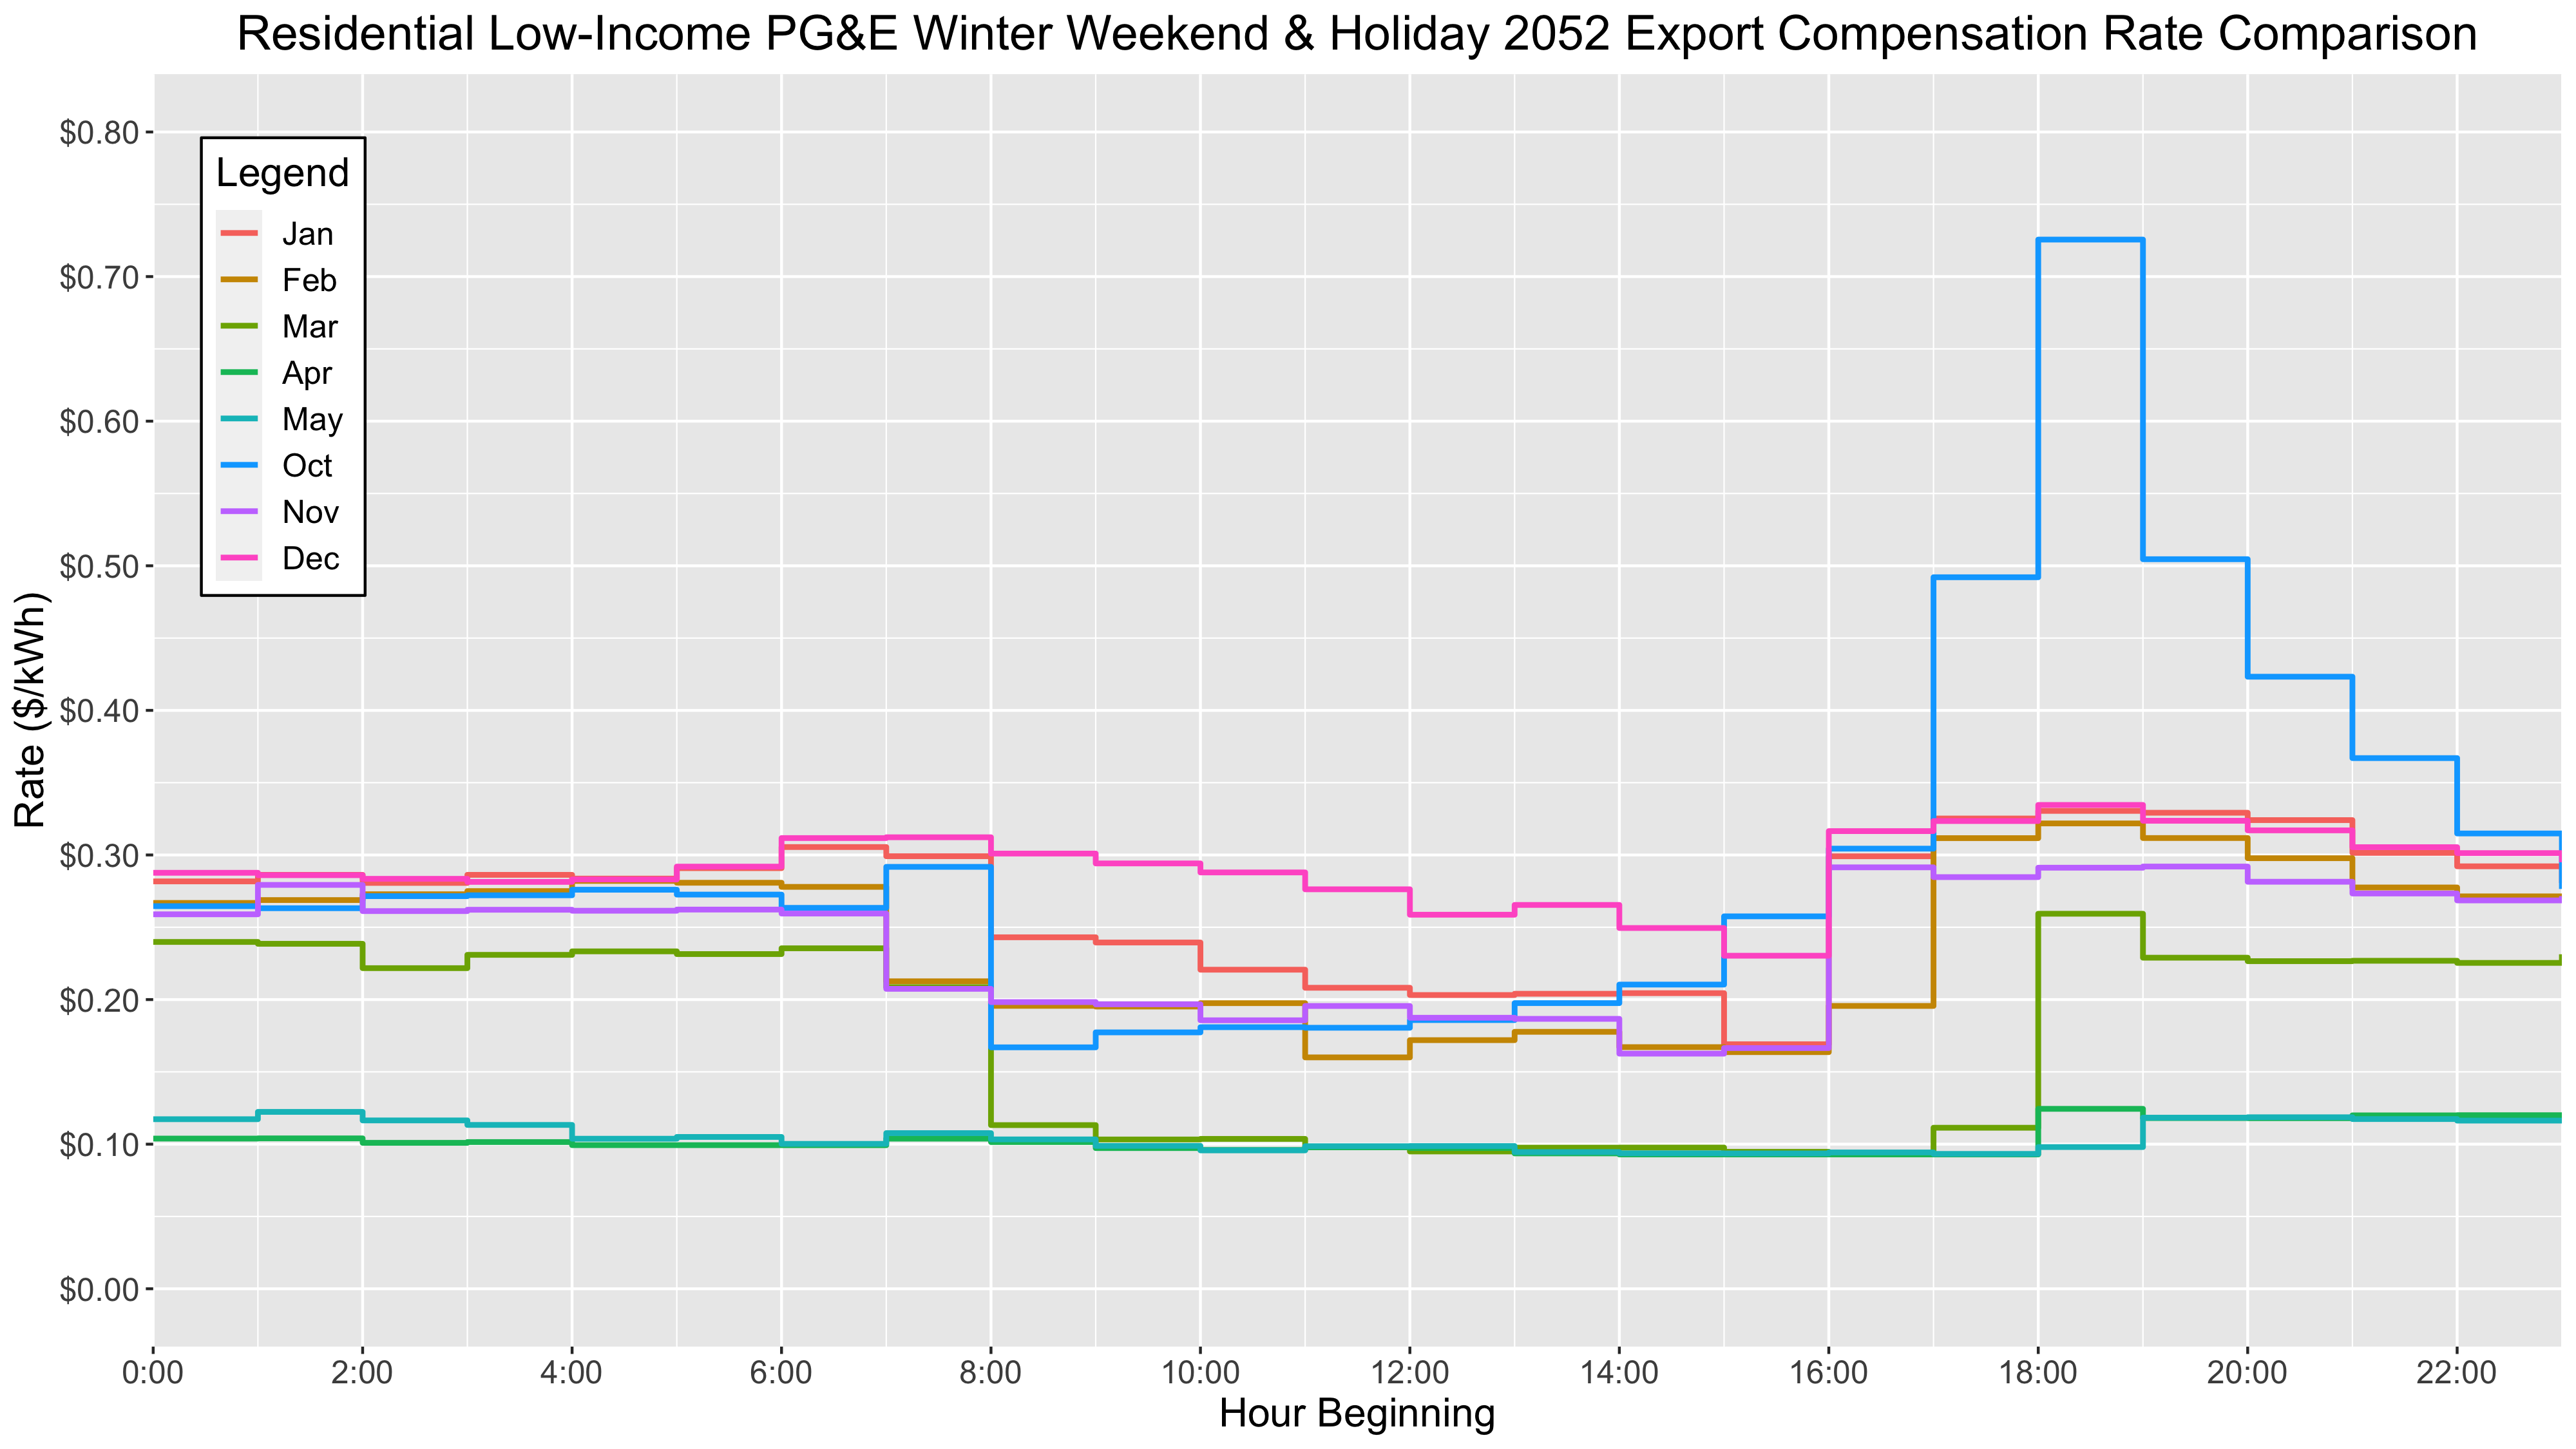 Residential Low-Income PG&E Winter Weekend & Holiday 2052 Export Compensation Rate Comparison
Rate ($/kWh)
$0.80
$0.70
$0.60
$0.50
$0.40
$0.30
$0.20
$0.10
$0.00
Legend
Jan
Feb
Mar
Apr
May
Oct
Nov
Dec
0:00 2:00 4:00 6:00 8:00 10:00 12:00 14:00 16:00 18:00 20:00 22:00
Hour Beginning